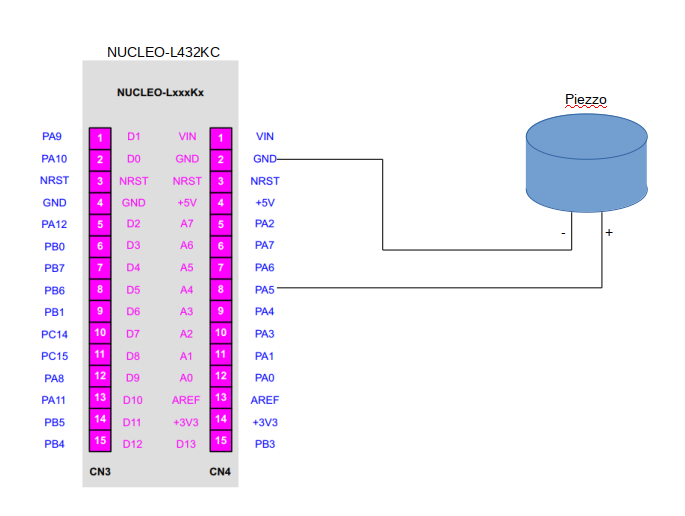 NUCLEO-L432KC
NUCLEO-LxxxKx
Piezzo
PA9 1 D1 VIN 1 VIN
PA10 2 D0 GND 2 GND
NRST 3 NRST NRST 3 NRST
GND 4 GND +5V 4 +5V
PA12 5 D2 A7 5 PA2
PB0 6 D3 A6 6 PA7
PB7 7 D4 A5 7 PA6
PB6 8 D5 A4 8 PA5
PB1 9 D6 A3 9 PA4
PC14 10 D7 A2 10 PA3
PC15 11 D8 A1 11 PA1
PA8 12 D9 A0 12 PA0
PA11 13 D10 AREF 13 AREF
PB5 14 D11 +3V3 14 +3V3
PB4 15 D12 D13 15 PB3
CN3 CN4
- +